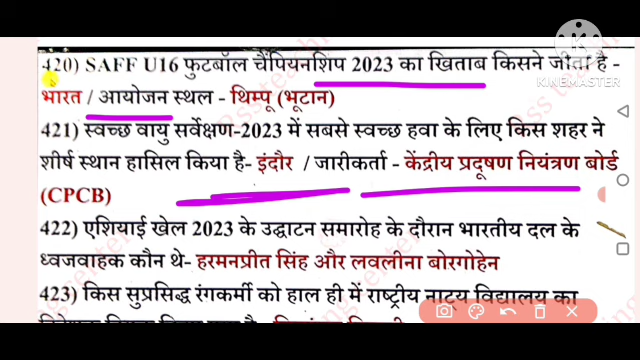 420) SAFF U16 फुटबॉल चैंपियनशिप 2023 का खिताब किसने जीता है -
भारत / आयोजन स्थल - थिम्पू (भूटान)
421) स्वच्छ वायु सर्वेक्षण-2023 में सबसे स्वच्छ हवा के लिए किस शहर ने
शीर्ष स्थान हासिल किया है- इंदौर / जारीकर्ता - केंद्रीय प्रदूषण नियंत्रण बोर्ड
(CPCB)
422) एशियाई खेल 2023 के उद्घाटन समारोह के दौरान भारतीय दल के
ध्वजवाहक कौन थे- हरमनप्रीत सिंह और लवलीना बोरगोहेन
423) किस सुप्रसिद्ध रंगकर्मी को हाल ही में राष्ट्रीय नाट्य विद्यालय का
KINEMASTER